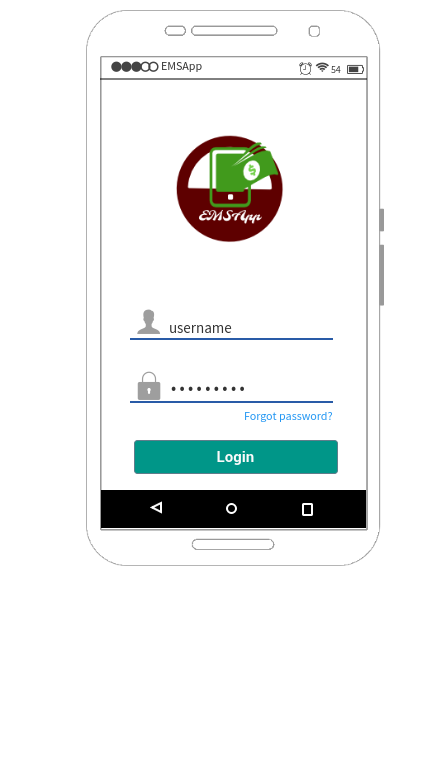 EMSApp
54
$
EMSApp
username
•••••••••
Forgot password?
Login